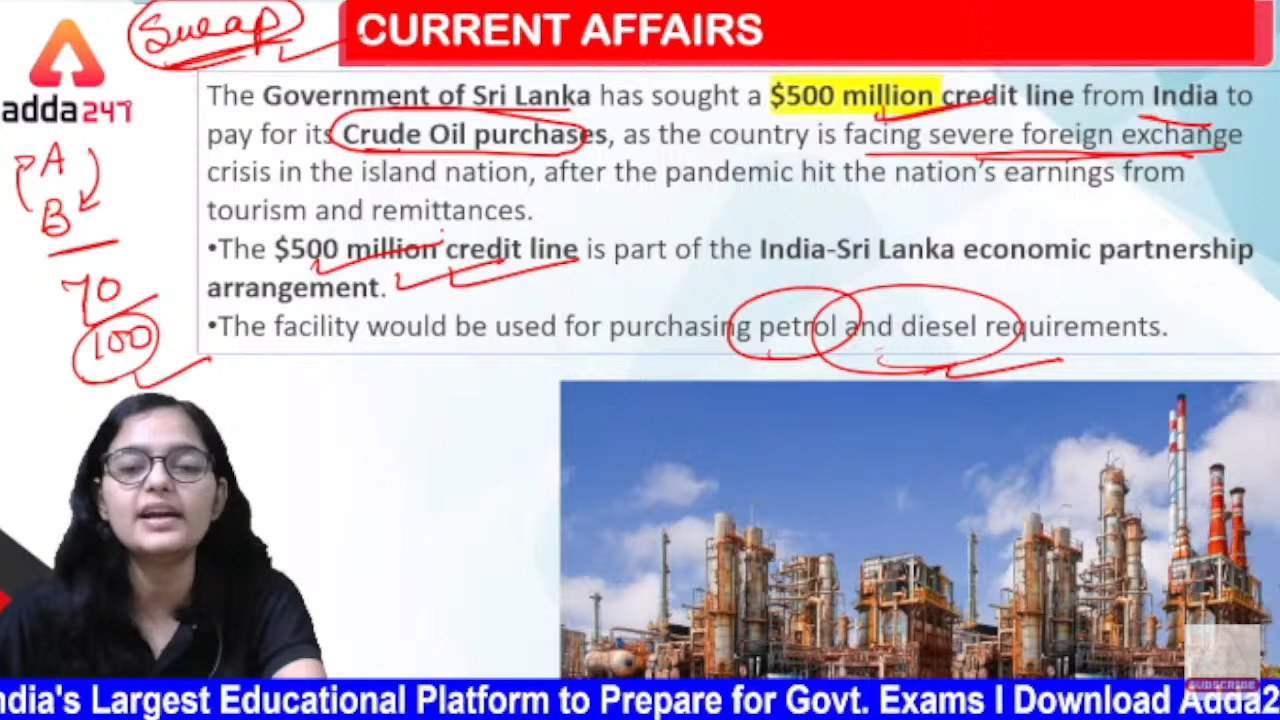 Swap
CURRENT AFFAIRS
adda247
The Government of Sri Lanka has sought a $500 million credit line from India to
pay for its Crude Oil purchases, as the country is facing severe foreign exchange
crisis in the island nation, after the pandemic hit the nation's earnings from
tourism and remittances.
•The $500 million credit line is part of the India-Sri Lanka economic partnership
arrangement.
•The facility would be used for purchasing petrol and diesel requirements.
A
B
70
100
SUBSCRIBE
ndia's Largest Educational Platform to Prepare for Govt. Exams I Download Adda2